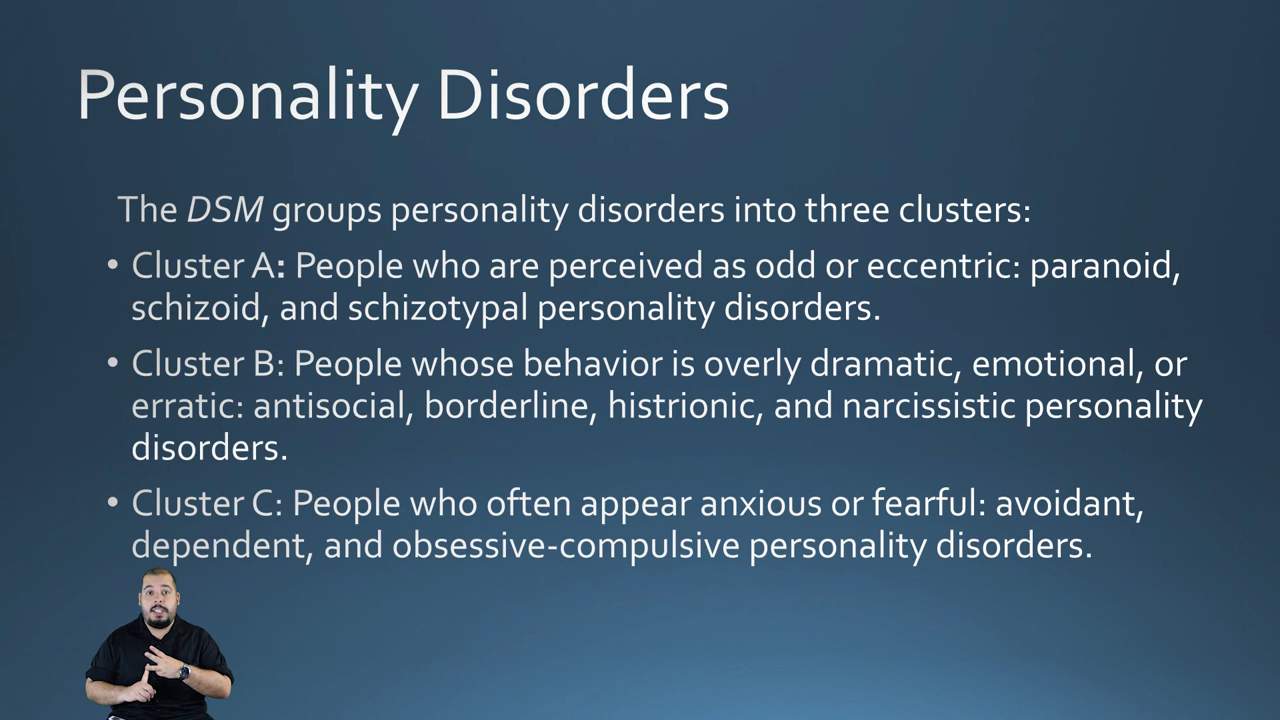 Personality Disorders
The DSM groups personality disorders into three clusters:
• Cluster A: People who are perceived as odd or eccentric: paranoid,
schizoid, and schizotypal personality disorders.
• Cluster B: People whose behavior is overly dramatic, emotional, or
erratic: antisocial, borderline, histrionic, and narcissistic personality
disorders.
• Cluster C: People who often appear anxious or fearful: avoidant,
dependent, and obsessive-compulsive personality disorders.